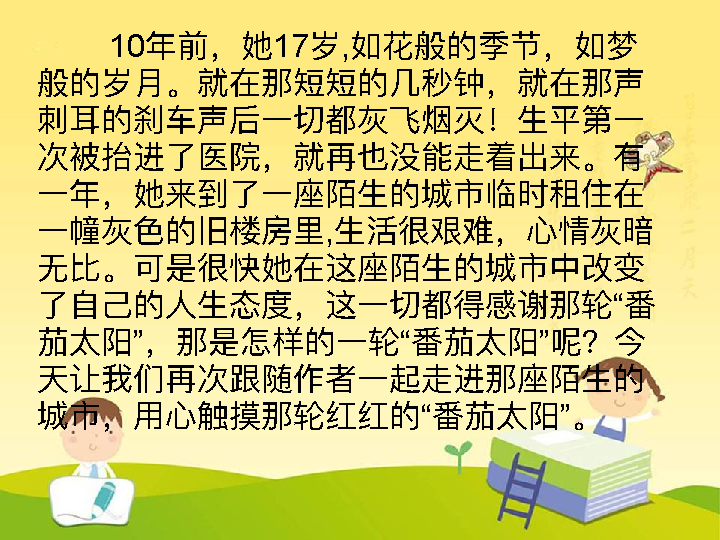 10年前，她17岁,如花般的季节，如梦
般的岁月。就在那短短的几秒钟，就在那声
刺耳的刹车声后一切都灰飞烟灭！生平第一
次被抬进了医院，就再也没能走着出来。有
一年，她来到了一座陌生的城市临时租住在
一幢灰色的旧楼房里,生活很艰难，心情灰暗
无比。可是很快她在这座陌生的城市中改变
了自己的人生态度，这一切都得感谢那轮“番
茄太阳”，那是怎样的一轮“番茄太阳”呢？今
天让我们再次跟随作者一起走进那座陌生的
城市，用心触摸那轮红红的“番茄太阳”。
二月天